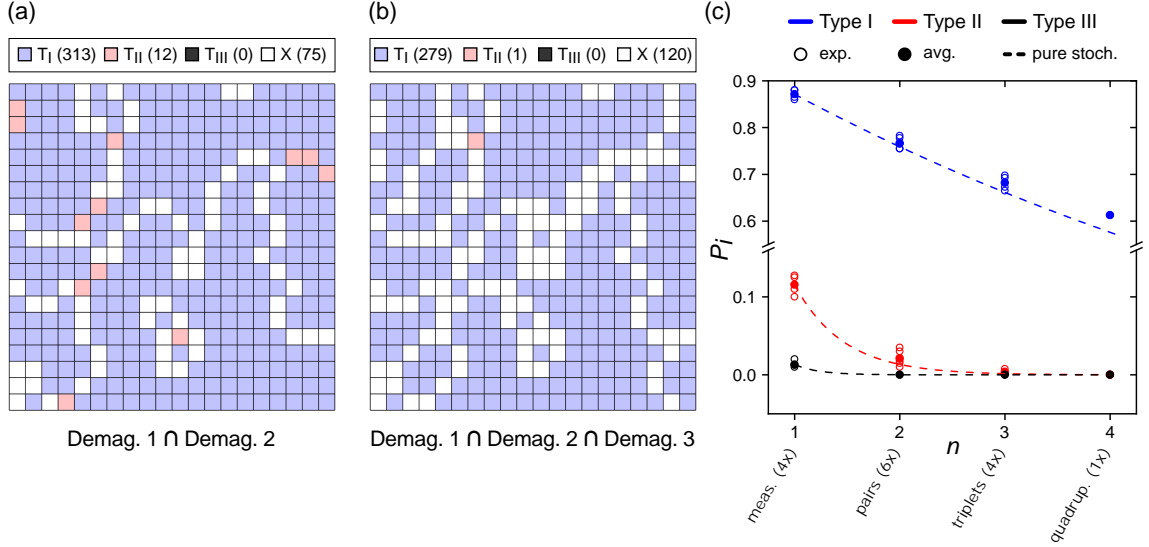 (a)
T_I (313) T_II (12) T_III (0) X (75)
Demag. 1 ∩ Demag. 2
(b)
T_I (279) T_II (1) T_III (0) X (120)
Demag. 1 ∩ Demag. 2 ∩ Demag. 3
(c)
Type I Type II Type III
exp. avg. pure stoch.
0.9
0.8
0.7
0.6
0.1
0.0
Pi
1 2 3 4
n
meas. (4x) pairs (6x) triplets (4x) quadrup. (1x)